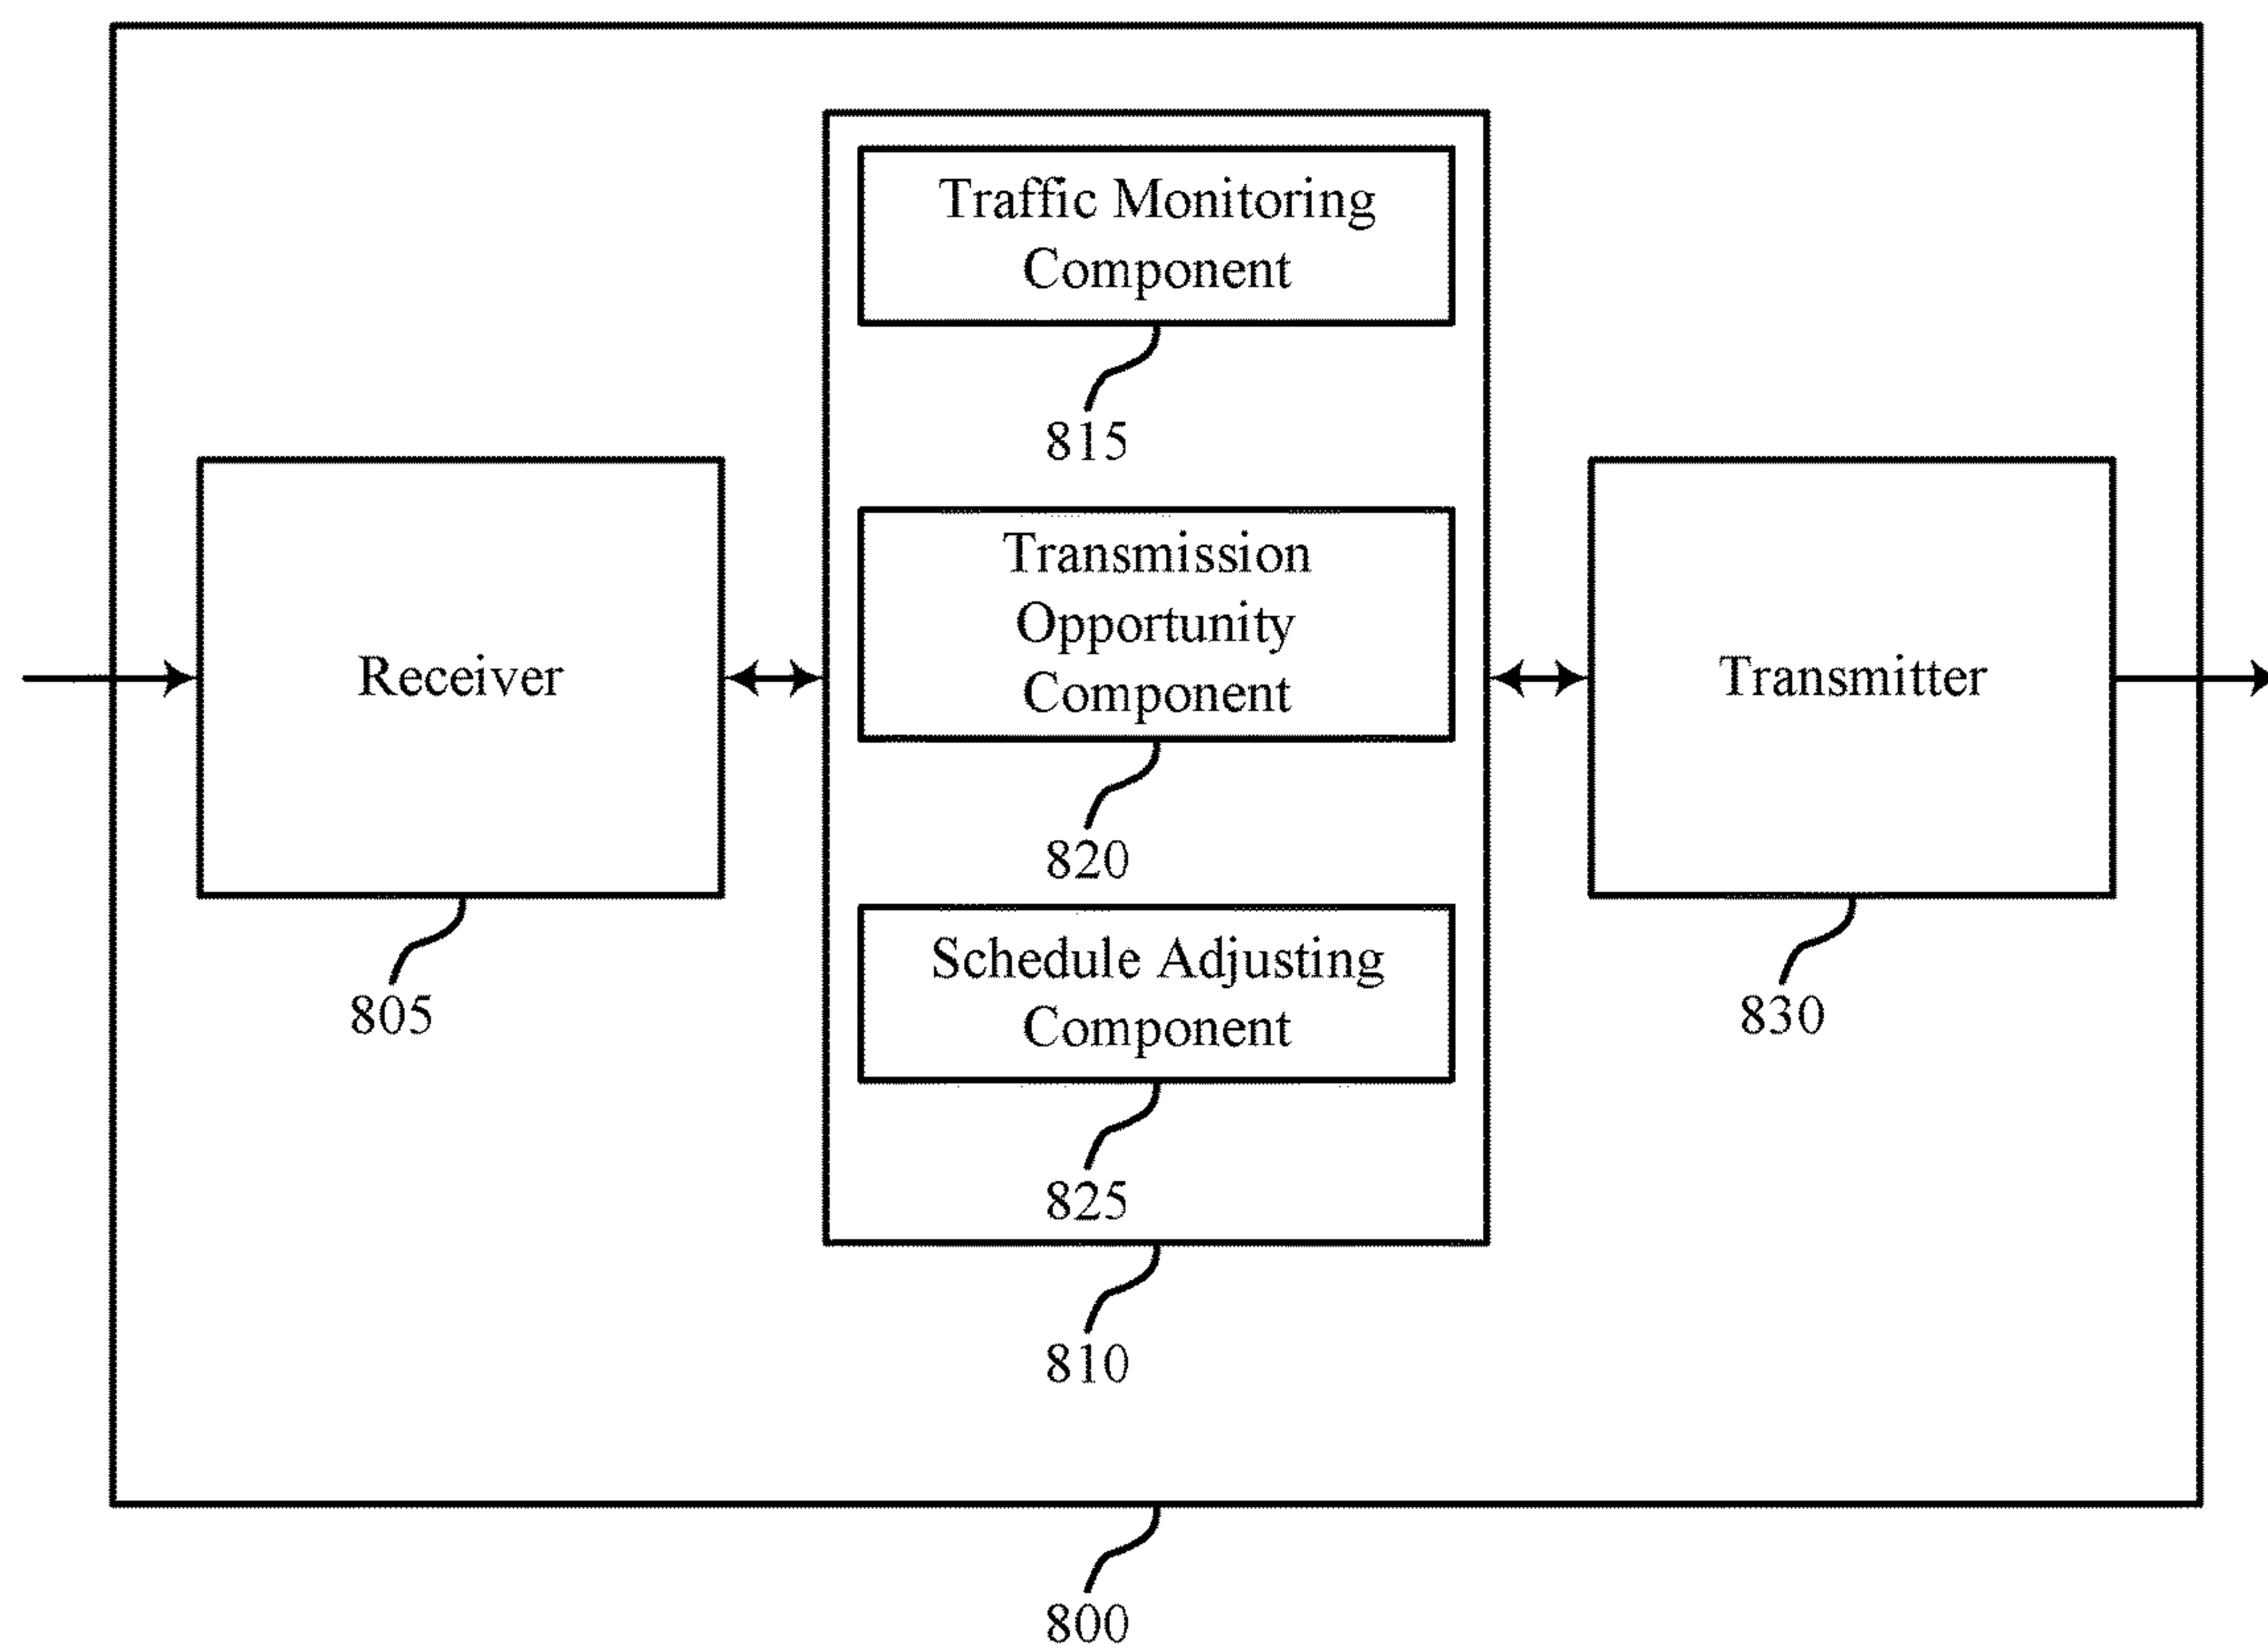 Traffic Monitoring
Component
815
Transmission
Opportunity
Component
820
Schedule Adjusting
Component
825
810
Receiver
805
Transmitter
830
800